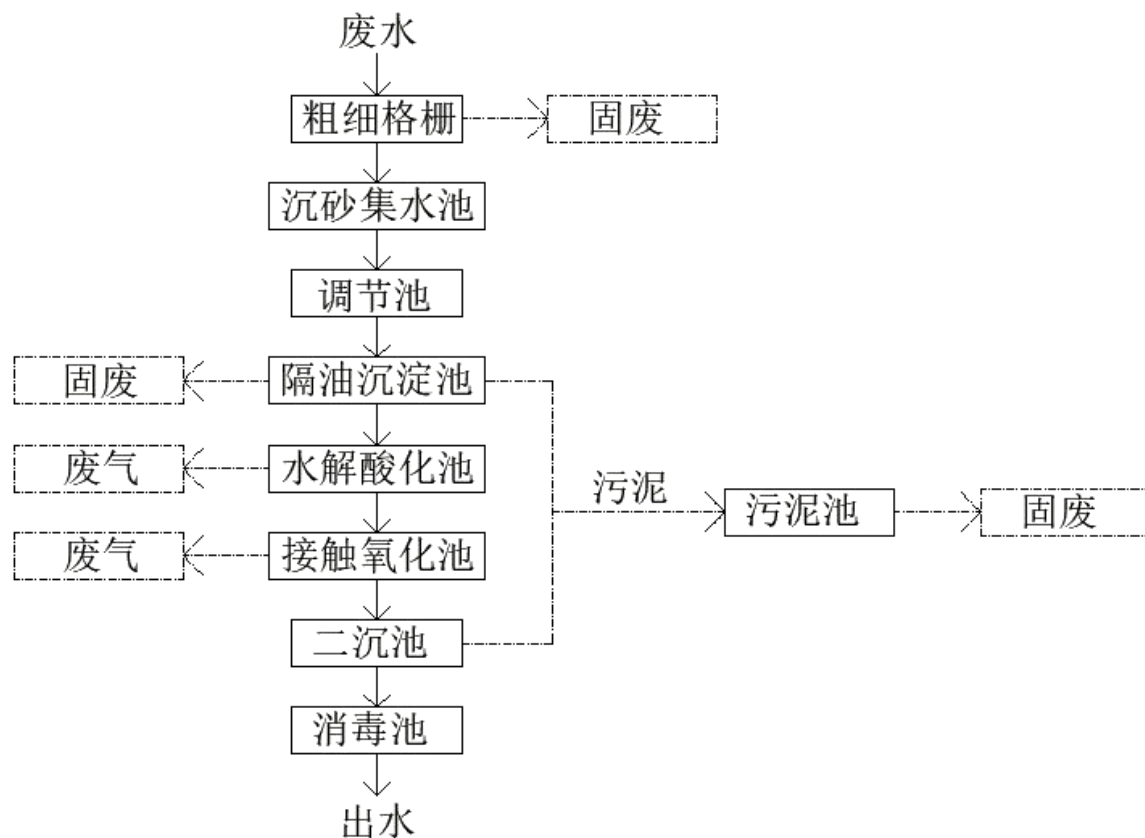 废水
粗细格栅
固废
沉砂集水池
调节池
固废
隔油沉淀池
废气
水解酸化池
污泥
污泥池
固废
废气
接触氧化池
二沉池
消毒池
出水